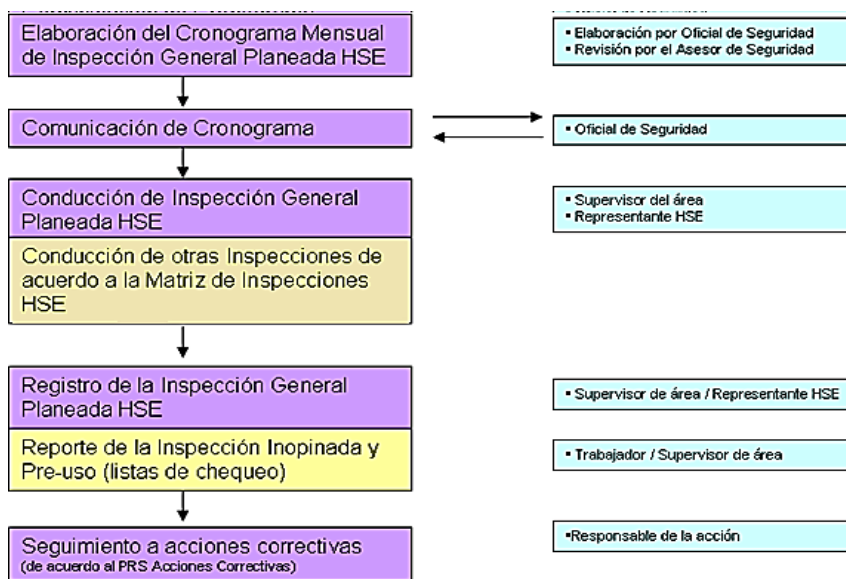 Elaboración del Cronograma Mensual
de Inspección General Planeada HSE
▪ Elaboración por Oficial de Seguridad
▪ Revisión por el Asesor de Seguridad
Comunicación de Cronograma
▪ Oficial de Seguridad
Conducción de Inspección General
Planeada HSE
▪ Supervisor del área
▪ Representante HSE
Conducción de otras Inspecciones de
acuerdo a la Matriz de Inspecciones
HSE
Registro de la Inspección General
Planeada HSE
▪ Supervisor de área / Representante HSE
Reporte de la Inspección Inopinada y
Pre-uso (listas de chequeo)
▪ Trabajador / Supervisor de área
Seguimiento a acciones correctivas
(de acuerdo al PRS Acciones Correctivas)
▪Responsable de la acción